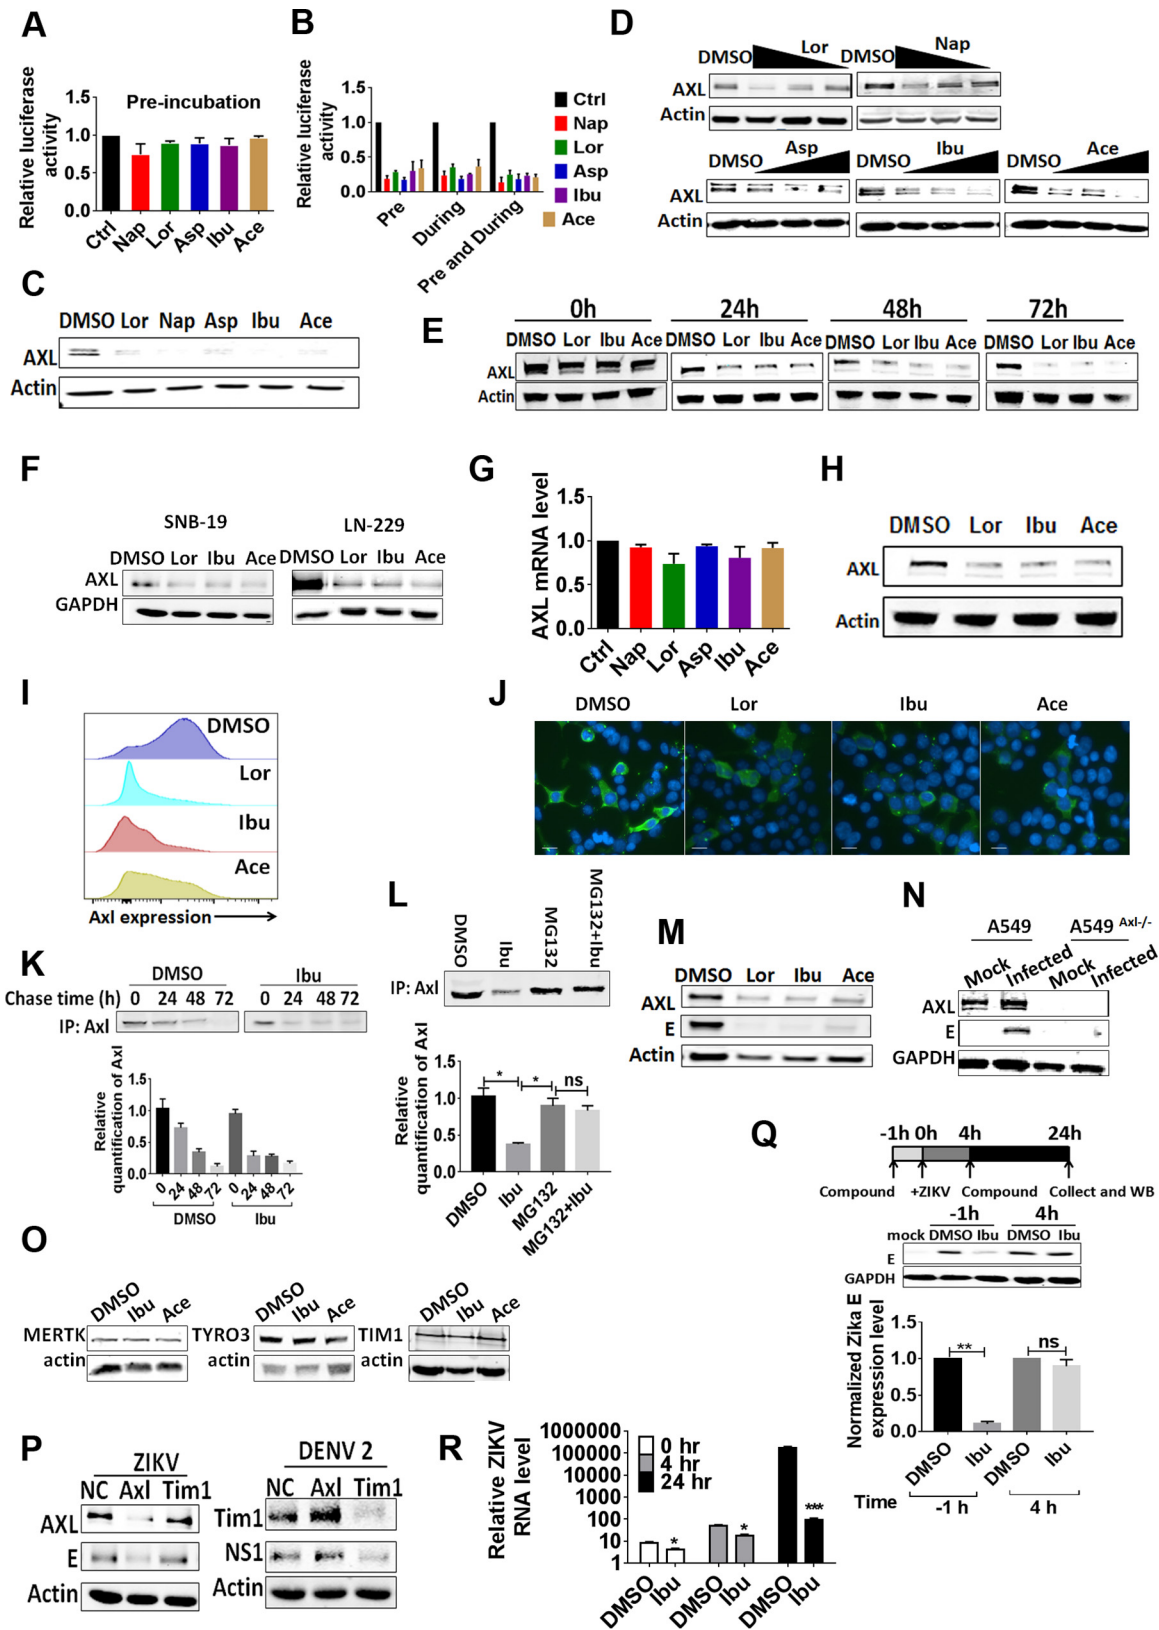 A
Relative luciferase
activity
Pre-incubation
1.5
1.0
0.5
0.0
Ctrl Nap Lor Asp Ibu Ace
B
Relative luciferase
activity
1.5
1.0
0.5
0.0
Pre During Pre and During
Ctrl
Nap
Lor
Asp
Ibu
Ace
C
DMSO Lor Nap Asp Ibu Ace
AXL
Actin
D
DMSO Lor DMSO Nap
AXL
Actin
DMSO Asp DMSO Ibu DMSO Ace
AXL
Actin
E
0h 24h 48h 72h
DMSO Lor Ibu Ace DMSO Lor Ibu Ace DMSO Lor Ibu Ace DMSO Lor Ibu Ace
AXL
Actin
F
SNB-19 LN-229
DMSO Lor Ibu Ace DMSO Lor Ibu Ace
AXL
GAPDH
G
AXL mRNA level
1.5
1.0
0.5
0.0
Ctrl Nap Lor Asp Ibu Ace
H
DMSO Lor Ibu Ace
AXL
Actin
I
DMSO
Lor
Ibu
Ace
Axl expression
J
DMSO Lor Ibu Ace
K
DMSO Ibu
Chase time (h) 0 24 48 72 0 24 48 72
IP: Axl
Relative
quantification of Axl
1.5
1.0
0.5
0.0
0 24 48 72 0 24 48 72
DMSO Ibu
L
DMSO Ibu MG132 MG132+Ibu
IP: Axl
Relative
quantification of Axl
1.5
1.0
0.5
0.0
* * ns
DMSO Ibu MG132 MG132+Ibu
M
DMSO Lor Ibu Ace
AXL
E
Actin
N
A549 A549 Axl-/-
Mock Infected Mock Infected
AXL
E
GAPDH
O
DMSO Ibu Ace DMSO Ibu Ace DMSO Ibu Ace
MERTK TYRO3 TIM1
actin actin actin
P
ZIKV
NC Axl Tim1
AXL
E
Actin
DENV 2
NC Axl Tim1
Tim1
NS1
Actin
Q
-1h 0h 4h 24h
Compound +ZIKV Compound Collect and WB
-1h 4h
mock DMSO Ibu DMSO Ibu
E
GAPDH
Normalized Zika E
expression level
1.5
1.0
0.5
0.0
** ns
DMSO Ibu DMSO Ibu
Time -1 h 4 h
R
Relative ZIKV
RNA level
1000000
100000
10000
1000
100
10
1
0 hr
4 hr
24 hr
* * ***
DMSO Ibu DMSO Ibu DMSO Ibu